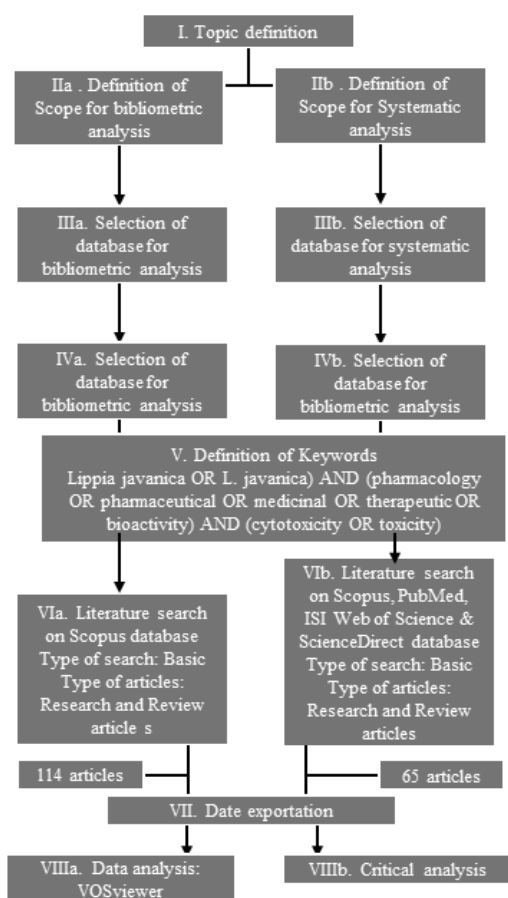 I. Topic definition
IIa . Definition of
Scope for bibliometric
analysis
IIb . Definition of
Scope for Systematic
analysis
IIIa. Selection of
database for
bibliometric analysis
IIIb. Selection of
database for systematic
analysis
IVa. Selection of
database for
bibliometric analysis
IVb. Selection of
database for
bibliometric analysis
V. Definition of Keywords
Lippia javanica OR L. javanica) AND (pharmacology
OR pharmaceutical OR medicinal OR therapeutic OR
bioactivity) AND (cytotoxicity OR toxicity)
VIa. Literature search
on Scopus database
Type of search: Basic
Type of articles:
Research and Review
article s
VIb. Literature search
on Scopus, PubMed,
ISI Web of Science &
ScienceDirect database
Type of search: Basic
Type of articles:
Research and Review
articles
114 articles
65 articles
VII. Date exportation
VIIIa. Data analysis:
VOSviewer
VIIIb. Critical analysis